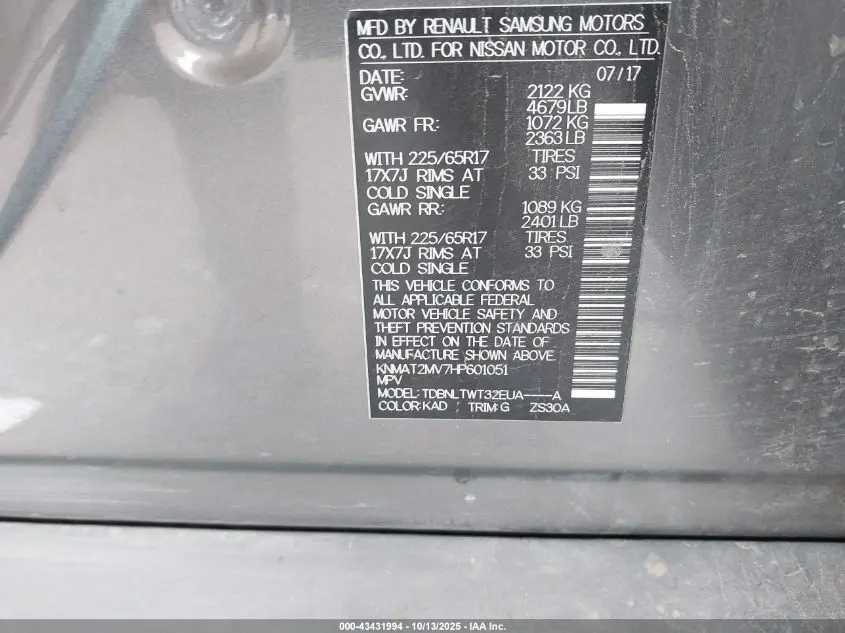 MFD BY RENAULT SAMSUNG MOTORS
CO., LTD. FOR NISSAN MOTOR CO., LTD.
DATE: 07/17
GVWR: 2122 KG
4679LB
GAWR FR: 1072 KG
2363 LB
WITH 225/65R17 TIRES
17X7J RIMS AT 33 PSI
COLD SINGLE
GAWR RR: 1089 KG
2401LB
WITH 225/65R17 TIRES
17X7J RIMS AT 33 PSI
COLD SINGLE
THIS VEHICLE CONFORMS TO
ALL APPLICABLE FEDERAL
MOTOR VEHICLE SAFETY AND
THEFT PREVENTION STANDARDS
IN EFFECT ON THE DATE OF
MANUFACTURE SHOWN ABOVE.
KNMAT2MV7HP601051
MPV
MODEL: TDBNLTWT32EUA----A
COLOR: KAD TRIM: G ZS30A
000-43431994 - 10/13/2025 - IAA Inc.